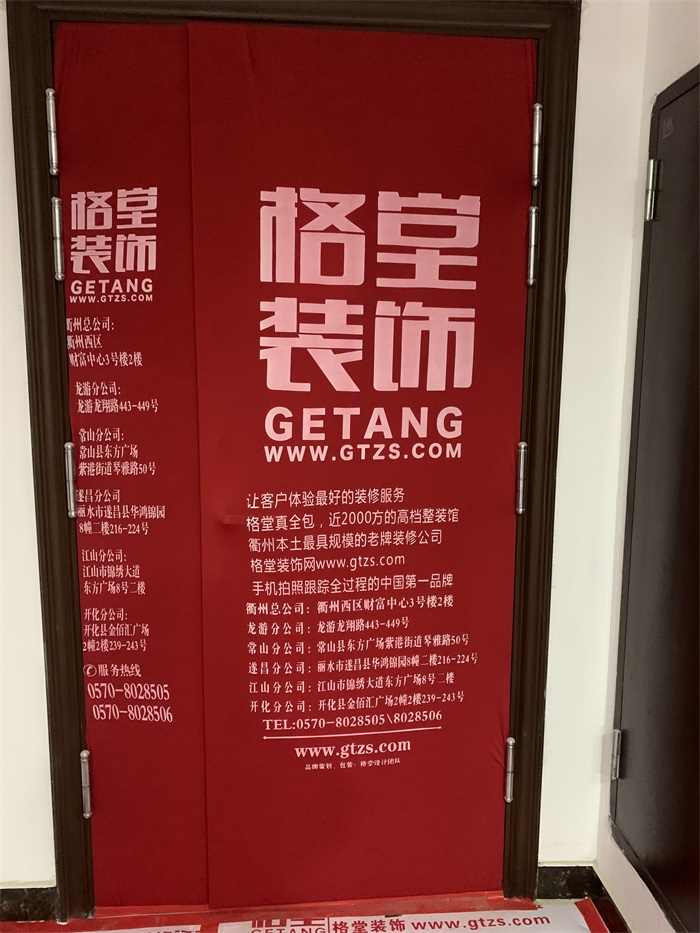 格堂
装饰
GETANG
WWW.GTZS.COM
衢州总公司:
衢州西区
财富中心3号楼2楼
龙游分公司:
龙游龙翔路443-449号
常山分公司:
常山县东方广场
紫港街道琴雅路50号
遂昌分公司
丽水市遂昌县华鸿锦园
8幢二楼216-224号
江山分公司:
江山市锦绣大道
东方广场8号二楼
开化分公司:
开化县金佰汇广场
2幢2楼239-243号
服务热线
0570-8028505
0570-8028506
格堂
装饰
GETANG
WWW.GTZS.COM
让客户体验最好的装修服务
格堂真全包，近2000方的高档整装馆
衢州本土最具规模的老牌装修公司
格堂装饰网www.gtzs.com
手机拍照跟踪全过程的中国第一品牌
衢州总公司: 衢州西区财富中心3号楼2楼
龙游分公司: 龙游龙翔路443-449号
常山分公司: 常山县东方广场紫港街道琴雅路50号
遂昌分公司: 丽水市遂昌县华鸿锦园8幢二楼216-224号
江山分公司: 江山市锦绣大道东方广场8号二楼
开化分公司: 开化县金佰汇广场2幢2楼239-243号
TEL:0570-8028505\8028506
www.gtzs.com
品牌策划、包装: 格堂设计团队
格堂
GETANG
格堂装饰 www.gtzs.com